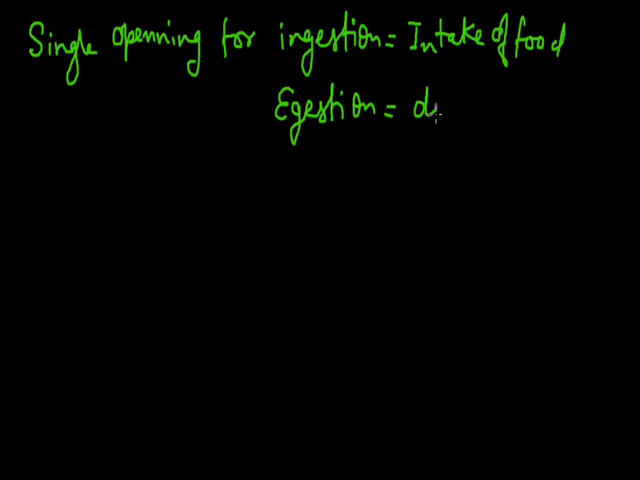 Single openning for ingestion = Intake of food
Egestion = d